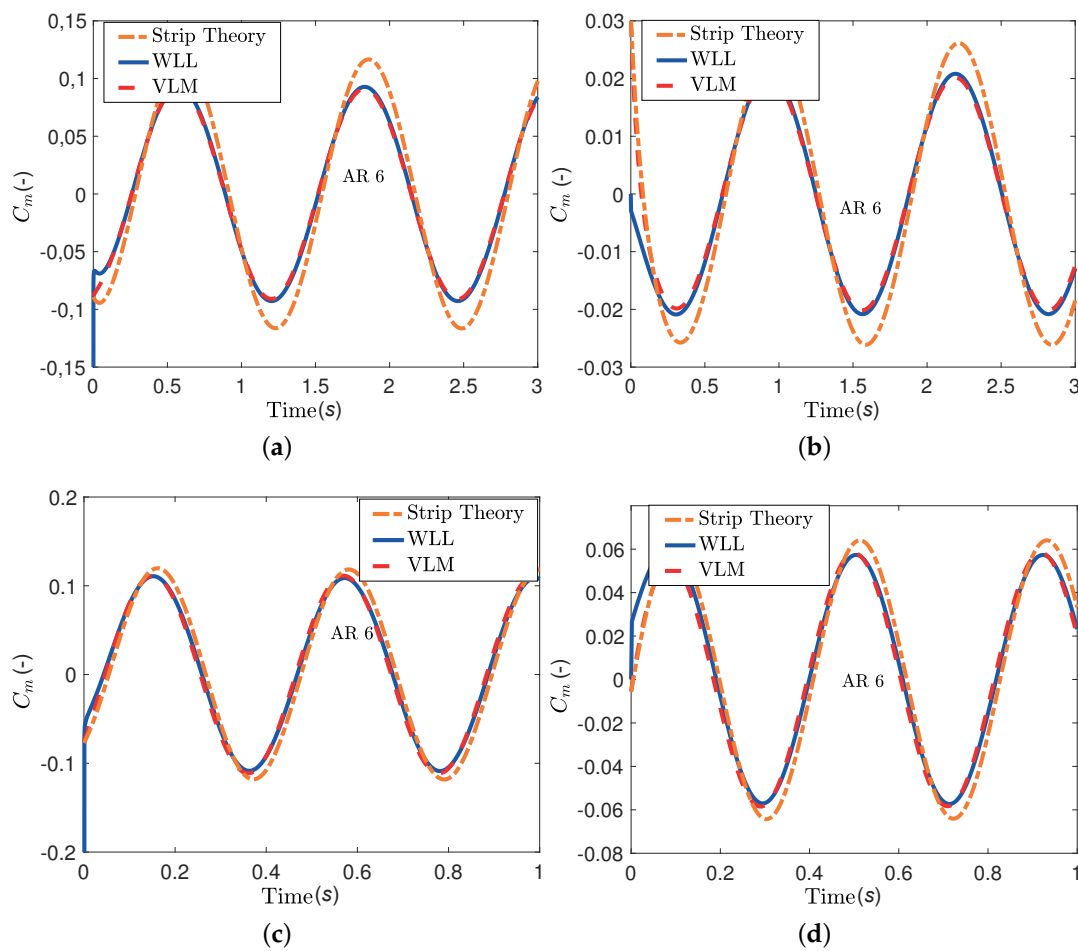 0,15
0,1
0.05
0
-0.05
-0.1
-0,15
C_m(-)
Strip Theory
WLL
VLM
AR 6
0
0.5
1
1.5
2
2.5
3
Time(s)
(a)
0.03
0.02
0.01
0
-0.01
-0.02
-0.03
C_m(-)
Strip Theory
WLL
VLM
AR 6
0
0.5
1
1.5
2
2.5
3
Time(s)
(b)
0.2
0.1
0
-0.1
-0.2
C_m(-)
Strip Theory
WLL
VLM
AR 6
0
0.2
0.4
0.6
0.8
1
Time(s)
(c)
0.06
0.04
0.02
0
-0.02
-0.04
-0.06
-0.08
C_m(-)
Strip Theory
WLL
VLM
AR 6
0
0.2
0.4
0.6
0.8
1
Time(s)
(d)